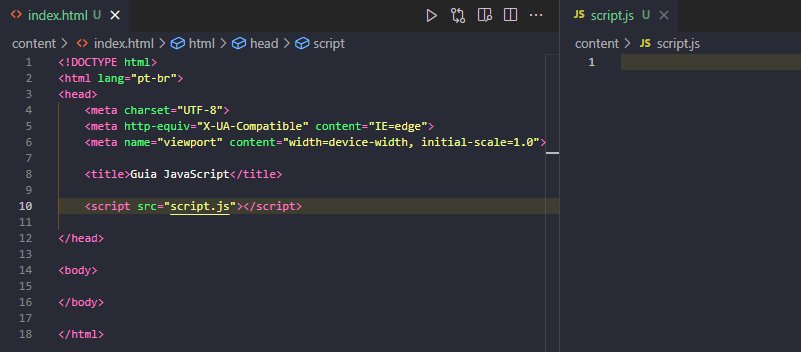 index.html U
content > index.html > html > head > script
1 <!DOCTYPE html>
2 <html lang="pt-br">
3 <head>
4 <meta charset="UTF-8">
5 <meta http-equiv="X-UA-Compatible" content="IE=edge">
6 <meta name="viewport" content="width=device-width, initial-scale=1.0">
7
8 <title>Guia JavaScript</title>
9
10 <script src="script.js"></script>
11
12 </head>
13
14 <body>
15
16 </body>
17
18 </html>
JS script.js U
content > JS script.js
1